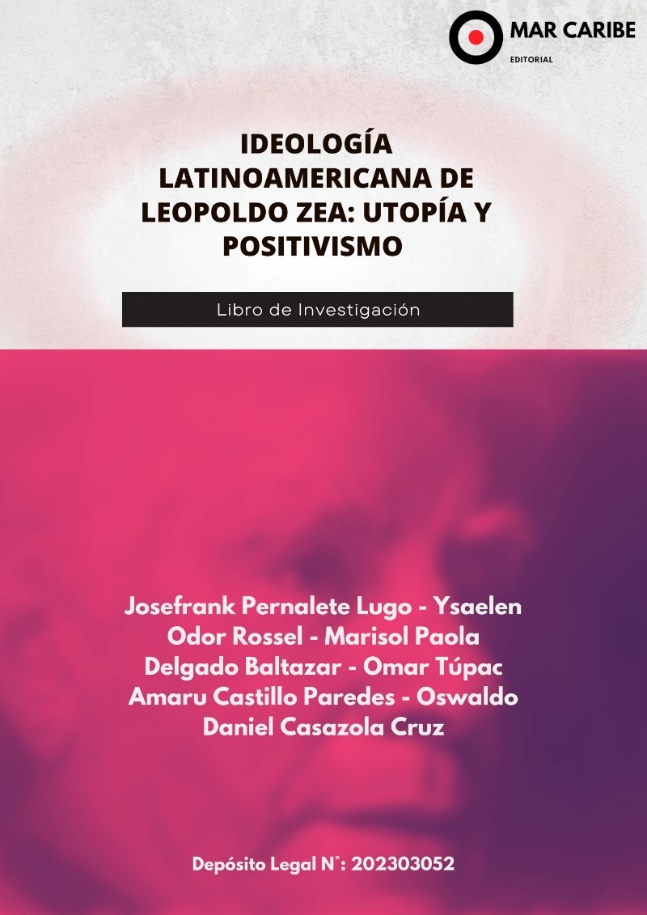 MAR CARIBE
EDITORIAL
IDEOLOGÍA
LATINOAMERICANA DE
LEOPOLDO ZEA: UTOPÍA Y
POSITIVISMO
Libro de Investigación
Josefrank Pernalete Lugo - Ysaelen
Odor Rossel - Marisol Paola
Delgado Baltazar - Omar Túpac
Amaru Castillo Paredes - Oswaldo
Daniel Casazola Cruz
Depósito Legal N°: 202303052